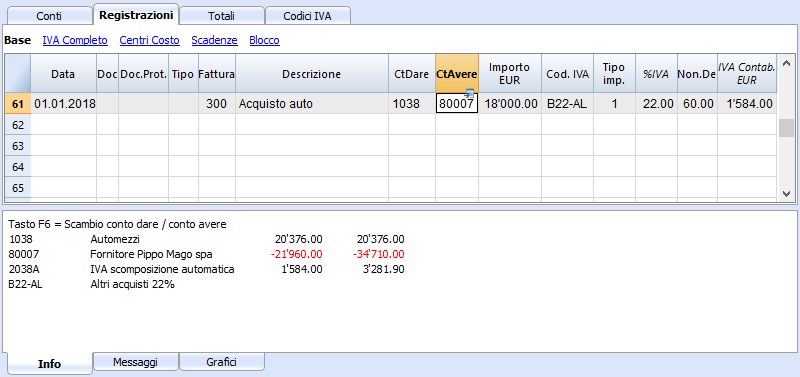 Conti Registrazioni Totali Codici IVA
Base IVA Completo Centri Costo Scadenze Blocco
Data Doc Doc.Prot. Tipo Fattura Descrizione CtDare CtAvere Importo EUR Cod. IVA Tipo imp. %IVA Non.De IVA Contab. EUR
61 01.01.2018 300 Acquisto auto 1038 80007 18'000.00 B22-AL 1 22.00 60.00 1'584.00
62
63
64
65
Tasto F6 = Scambio conto dare / conto avere
1038 Automezzi 20'376.00 20'376.00
80007 Fornitore Pippo Mago spa -21'960.00 -34'710.00
2038A IVA scomposizione automatica 1'584.00 3'281.90
B22-AL Altri acquisti 22%
Info Messaggi Grafici